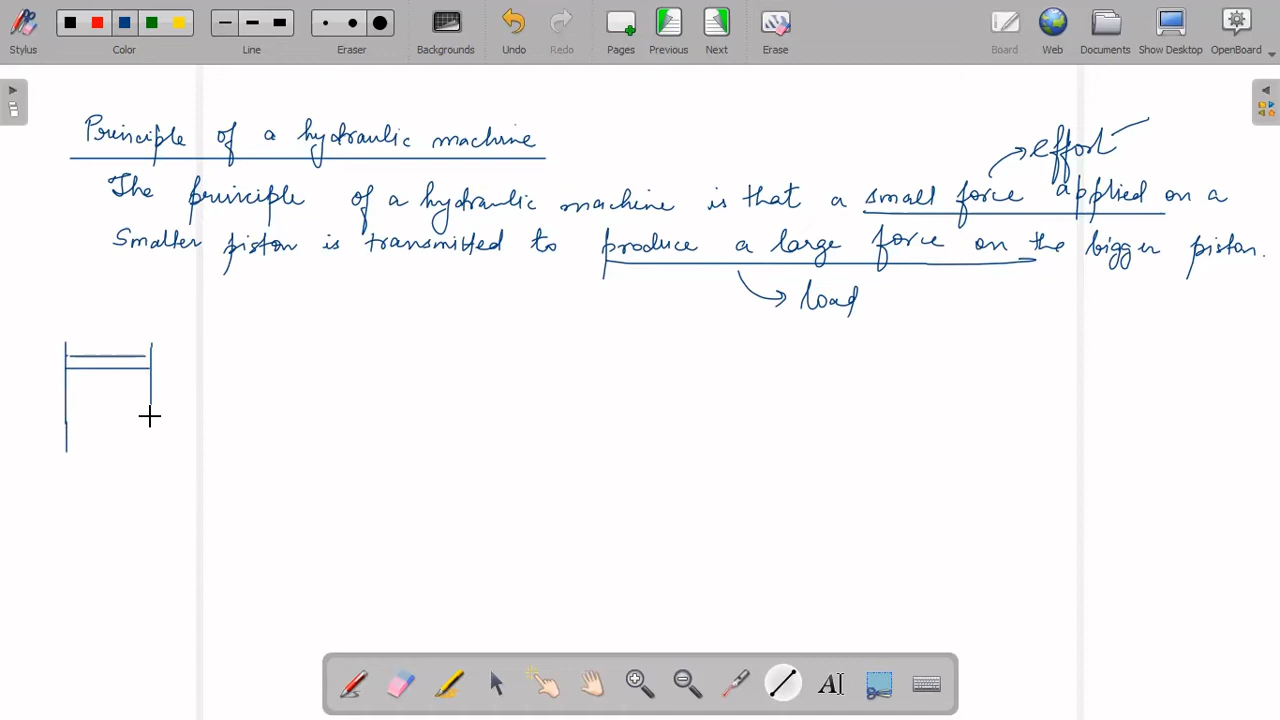 Stylus
Color
Line
Eraser
Backgrounds
Undo
Redo
Pages
Previous
Next
Erase
Board
Web
Documents
Show Desktop
OpenBoard
Principle of a hydraulic machine
effort
The principle of a hydraulic machine is that a small force applied on a
Smaller piston is transmitted to produce a large force on the bigger piston.
load
AI